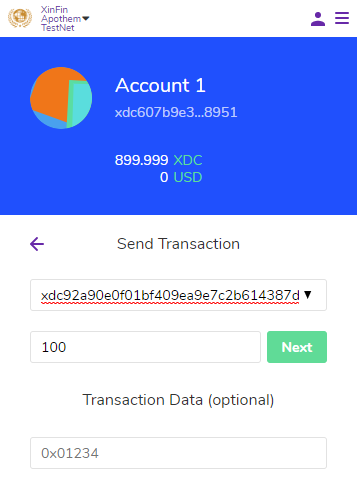 XinFin
Apothem
TestNet
Account 1
xdc607b9e3...8951
899.999 XDC
0 USD
Send Transaction
xdc92a90e0f01bf409ea9e7c2b614387d
100
Next
Transaction Data (optional)
0x01234